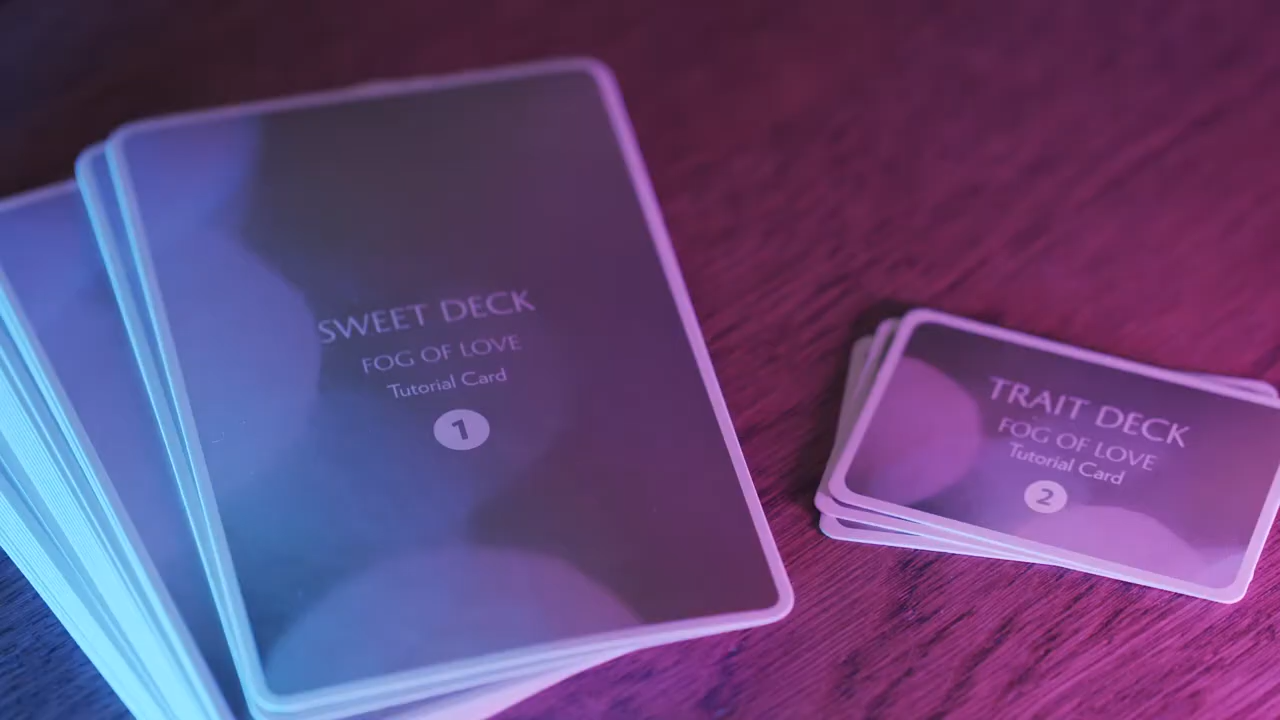 SWEET DECK
FOG OF LOVE
Tutorial Card
1
TRAIT DECK
FOG OF LOVE
Tutorial Card
2